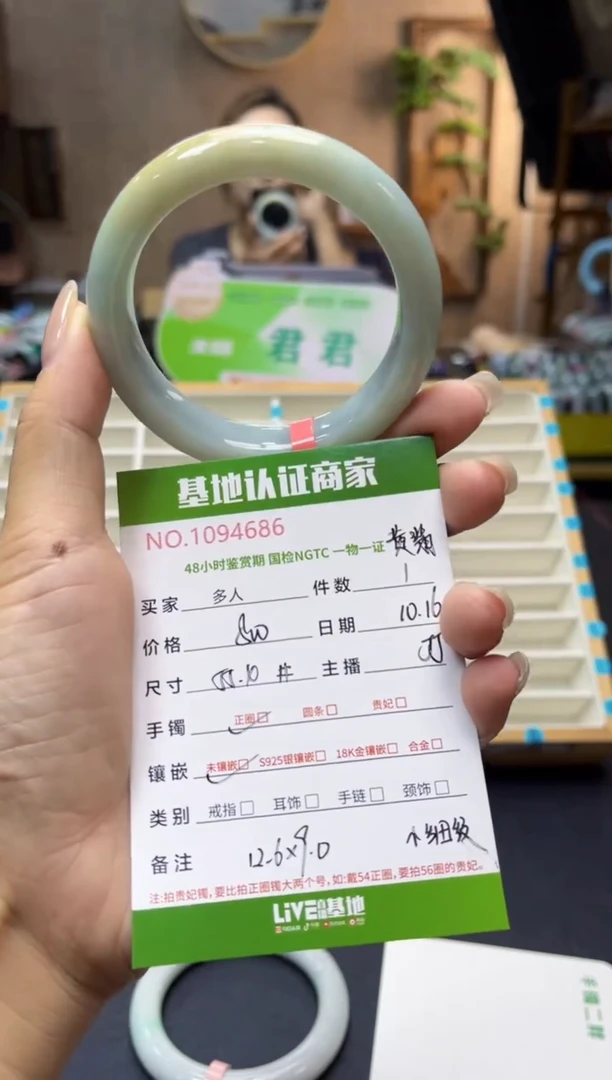 君君
基地认证商家
NO.1094686
48小时鉴赏期 国检NGTC 一物一证
买家 多人 件数 1
价格 日期 10.16
尺寸 55.10 主播
手镯 正圈 圆条 贵妃
镶嵌 未镶嵌 S925银镶嵌 18K金镶嵌 合金
类别 戒指 耳饰 手链 颈饰
备注 12.6×9.0
注:拍贵妃镯,要比拍正圈镯大两个号,如:戴54正圈,要拍56圈的贵妃。
LiVE基地